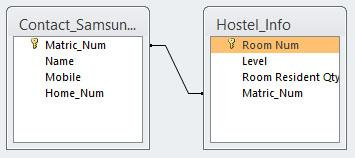 Contact_Samsun...
Matric_Num
Name
Mobile
Home_Num
Hostel_Info
Room Num
Level
Room Resident Qty
Matric_Num